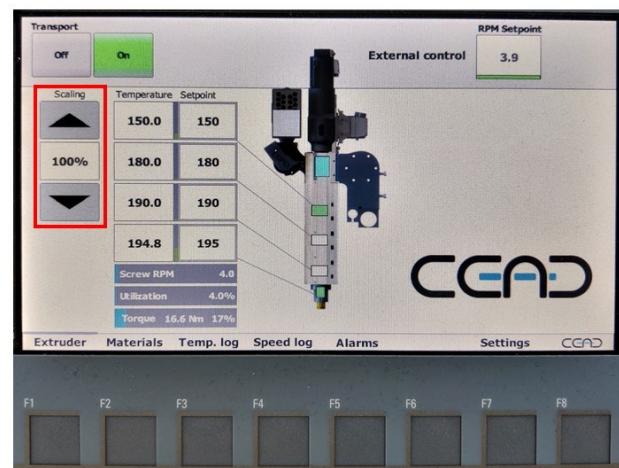 Transport
RPM Setpoint
Off
On
External control
3.9
Scaling
Temperature Setpoint
150.0 150
100%
180.0 180
190.0 190
194.8 195
Screw RPM 4.0
Utilization 4.0%
Torque 16.6 Nm 17%
CEAD
Extruder Materials Temp. log Speed log Alarms Settings CEAD
F1 F2 F3 F4 F5 F6 F7 F8